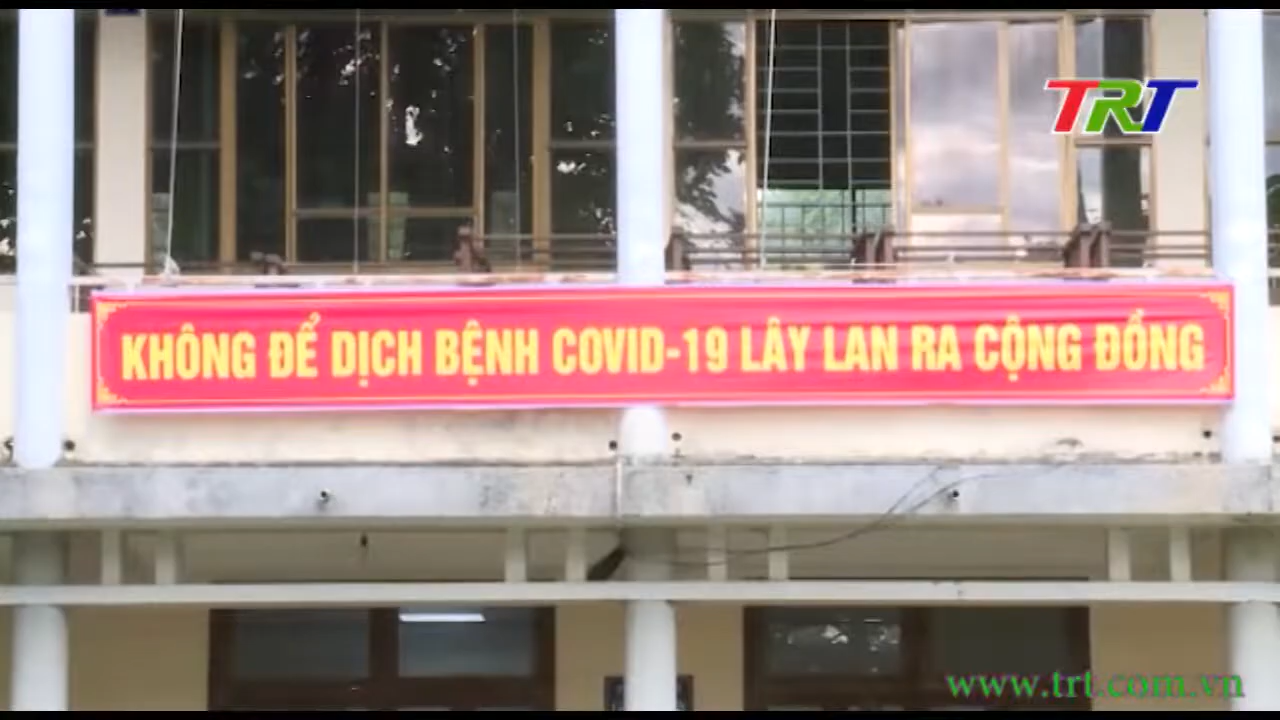 TRT
KHÔNG ĐỂ DỊCH BỆNH COVID-19 LÂY LAN RA CỘNG ĐỒNG
www.trt.com.vn